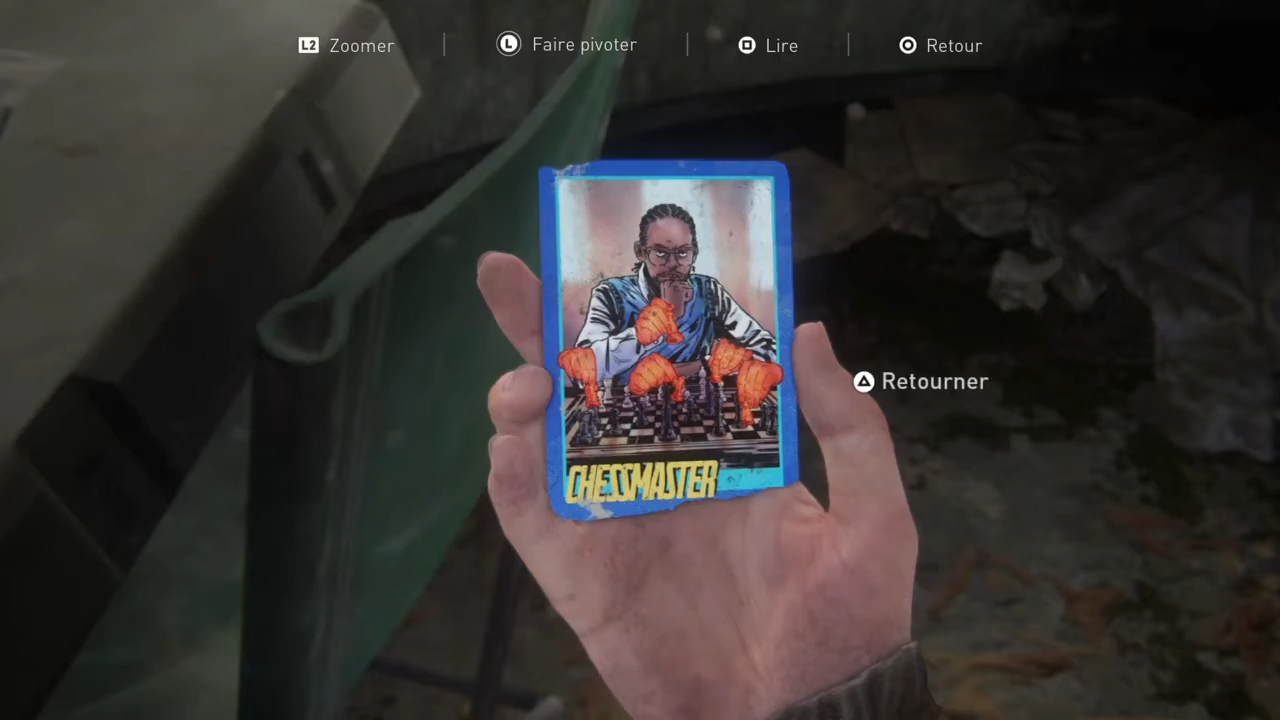 L2 Zoomer
L Faire pivoter
Lire
Retour
Retourner
CHESSMASTER